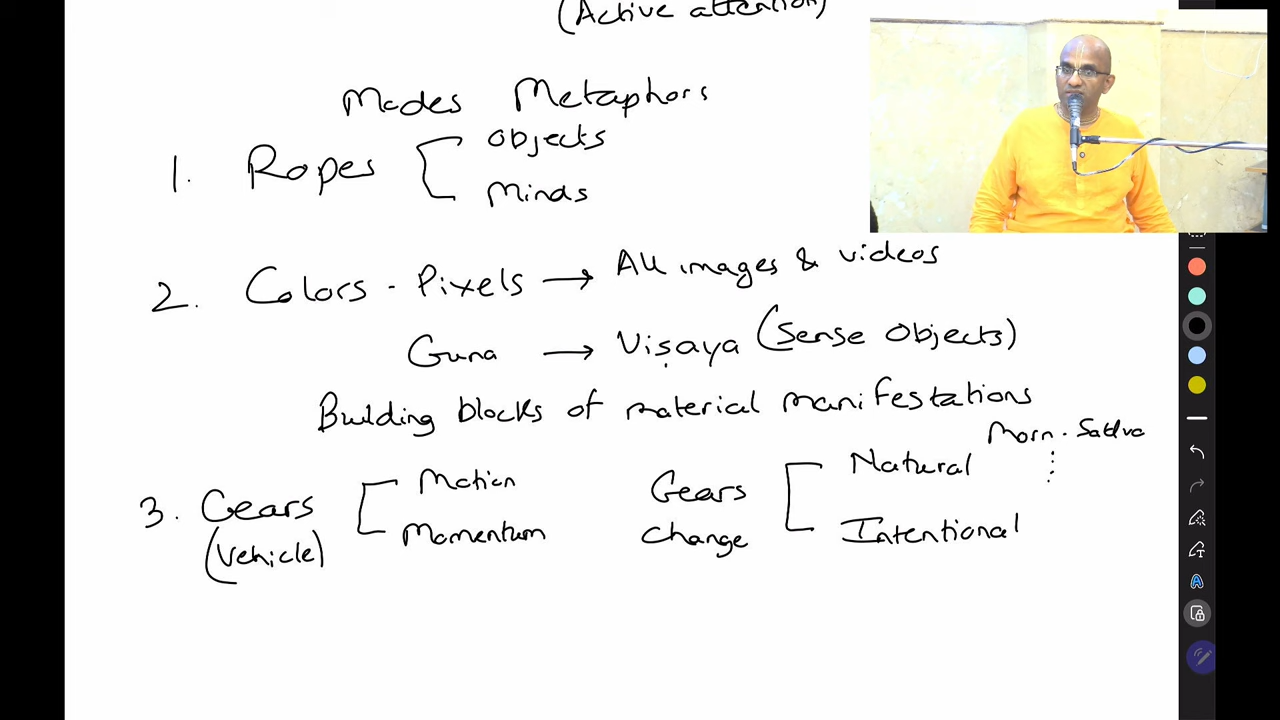 (Active attention)
Modes Metaphors
1. Ropes Objects
Minds
2. Colors - Pixels → All images & videos
Guna → Viṣaya (Sense Objects)
Building blocks of material manifestations
Morn. Sattva
3. Gears Motion Gears Natural
(Vehicle) Momentum change Intentional